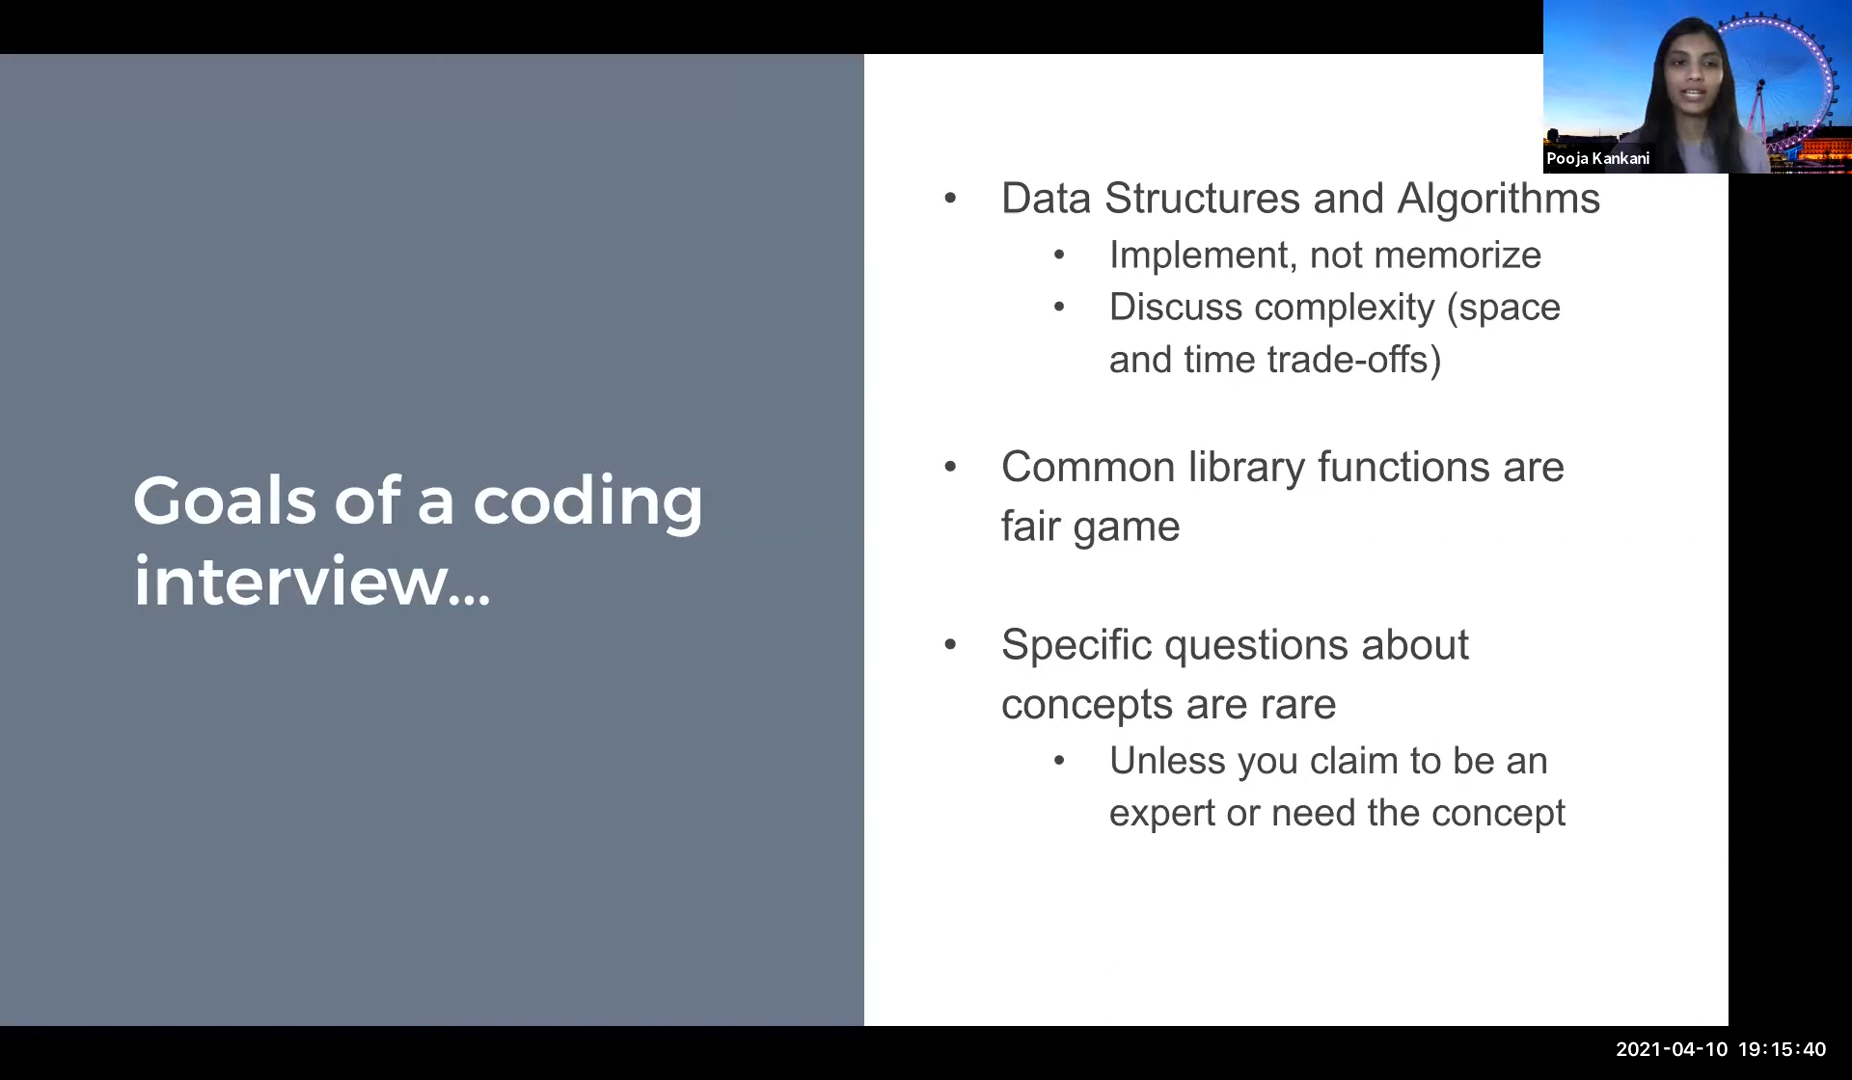 Goals of a coding
interview...
• Data Structures and Algorithms
• Implement, not memorize
• Discuss complexity (space
and time trade-offs)
• Common library functions are
fair game
• Specific questions about
concepts are rare
• Unless you claim to be an
expert or need the concept
Pooja Kankani
2021-04-10 19:15:40